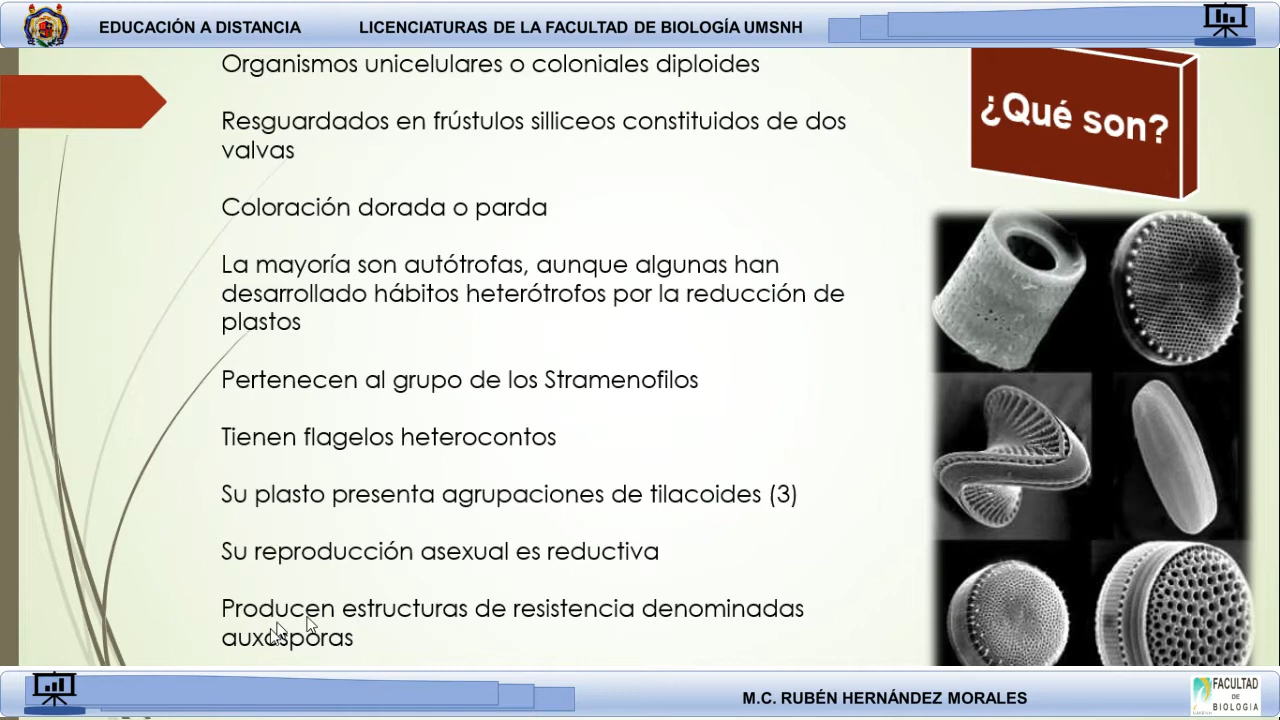 EDUCACIÓN A DISTANCIA LICENCIATURAS DE LA FACULTAD DE BIOLOGÍA UMSNH
Organismos unicelulares o coloniales diploides
¿Qué son?
Resguardados en frústulos silliceos constituidos de dos
valvas
Coloración dorada o parda
La mayoría son autótrofas, aunque algunas han
desarrollado hábitos heterótrofos por la reducción de
plastos
Pertenecen al grupo de los Stramenofilos
Tienen flagelos heterocontos
Su plasto presenta agrupaciones de tilacoides (3)
Su reproducción asexual es reductiva
Producen estructuras de resistencia denominadas
auxosporas
M.C. RUBÉN HERNÁNDEZ MORALES
FACULTAD
DE
BIOLOGIA